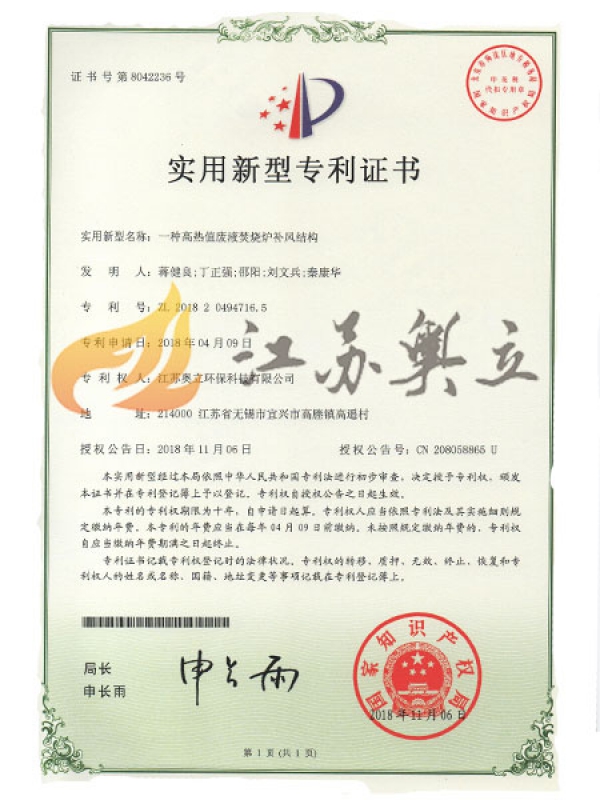 证书号第8042236号
实用新型专利证书
实用新型名称：一种高热值废液焚烧炉补风结构
发 明 人：蒋健良;丁正强;邵阳;刘文兵;秦康华
专 利 号：ZL 2018 2 0494716.5
专利申请日：2018年04月09日
江苏奥立
专 利 权 人：江苏奥立环保科技有限公司
地 址：214000 江苏省无锡市宜兴市高塍镇高遥村
授权公告日：2018年11月06日 授权公告号：CN 208058865 U
本实用新型经过本局依照中华人民共和国专利法进行初步审查，决定授予专利权，颁发
本证书并在专利登记簿上予以登记。专利权自授权公告之日起生效。
本专利的专利权期限为十年，自申请日起算。专利权人应当依照专利法及其实施细则规
定缴纳年费。本专利的年费应当在每年04月09日前缴纳。未按照规定缴纳年费的，专利权
自应当缴纳年费期满之日起终止。
专利证书记载专利权登记时的法律状况。专利权的转移、质押、无效、终止、恢复和专
利权人的姓名或名称、国籍、地址变更等事项记载在专利登记簿上。
局长
申长雨
申长雨
国家知识产权局
2018年11月06日
第1页(共1页)